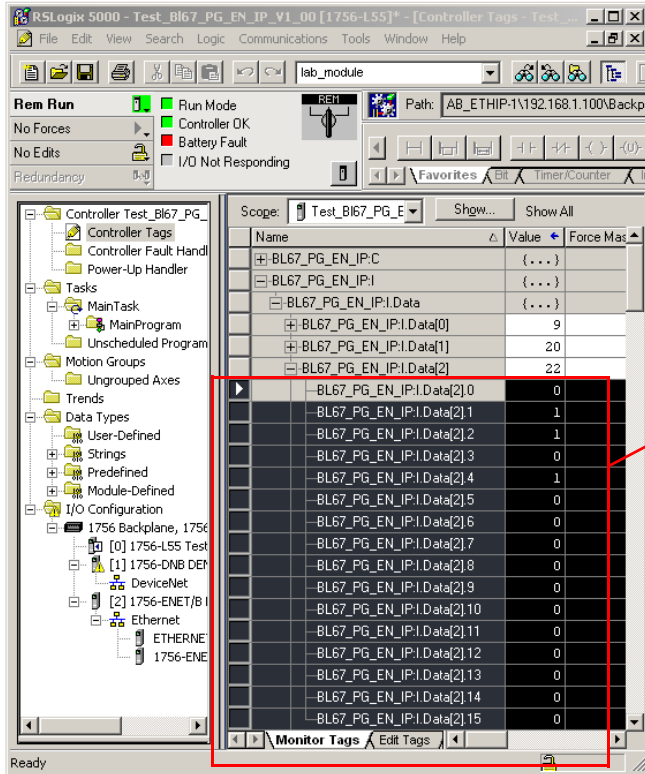 RSLogix 5000 - Test_Bl67_PG_EN_IP_V1_00 [1756-L55]* - [Controller Tags - Test_...
File Edit View Search Logic Communications Tools Window Help
lab_module
Rem Run
Run Mode
REM
Path: AB_ETHIP-1\192.168.1.100\Backp
No Forces
Controller OK
No Edits
Battery Fault
Redundancy
I/O Not Responding
Favorites Bit Timer/Counter
Controller Test_Bl67_PG_
Controller Tags
Controller Fault Handl
Power-Up Handler
Tasks
MainTask
MainProgram
Unscheduled Program
Motion Groups
Ungrouped Axes
Trends
Data Types
User-Defined
Strings
Predefined
Module-Defined
I/O Configuration
1756 Backplane, 1756
[0] 1756-L55 Test
[1] 1756-DNB DEN
DeviceNet
[2] 1756-ENET/B
Ethernet
ETHERNE
1756-ENE
Scope: Test_Bl67_PG_E Show... Show All
Name Value Force Mas
BL67_PG_EN_IP:C {...}
BL67_PG_EN_IP:I {...}
BL67_PG_EN_IP:I.Data {...}
BL67_PG_EN_IP:I.Data[0] 9
BL67_PG_EN_IP:I.Data[1] 20
BL67_PG_EN_IP:I.Data[2] 22
BL67_PG_EN_IP:I.Data[2].0 0
BL67_PG_EN_IP:I.Data[2].1 1
BL67_PG_EN_IP:I.Data[2].2 1
BL67_PG_EN_IP:I.Data[2].3 0
BL67_PG_EN_IP:I.Data[2].4 1
BL67_PG_EN_IP:I.Data[2].5 0
BL67_PG_EN_IP:I.Data[2].6 0
BL67_PG_EN_IP:I.Data[2].7 0
BL67_PG_EN_IP:I.Data[2].8 0
BL67_PG_EN_IP:I.Data[2].9 0
BL67_PG_EN_IP:I.Data[2].10 0
BL67_PG_EN_IP:I.Data[2].11 0
BL67_PG_EN_IP:I.Data[2].12 0
BL67_PG_EN_IP:I.Data[2].13 0
BL67_PG_EN_IP:I.Data[2].14 0
BL67_PG_EN_IP:I.Data[2].15 0
Monitor Tags Edit Tags
Ready